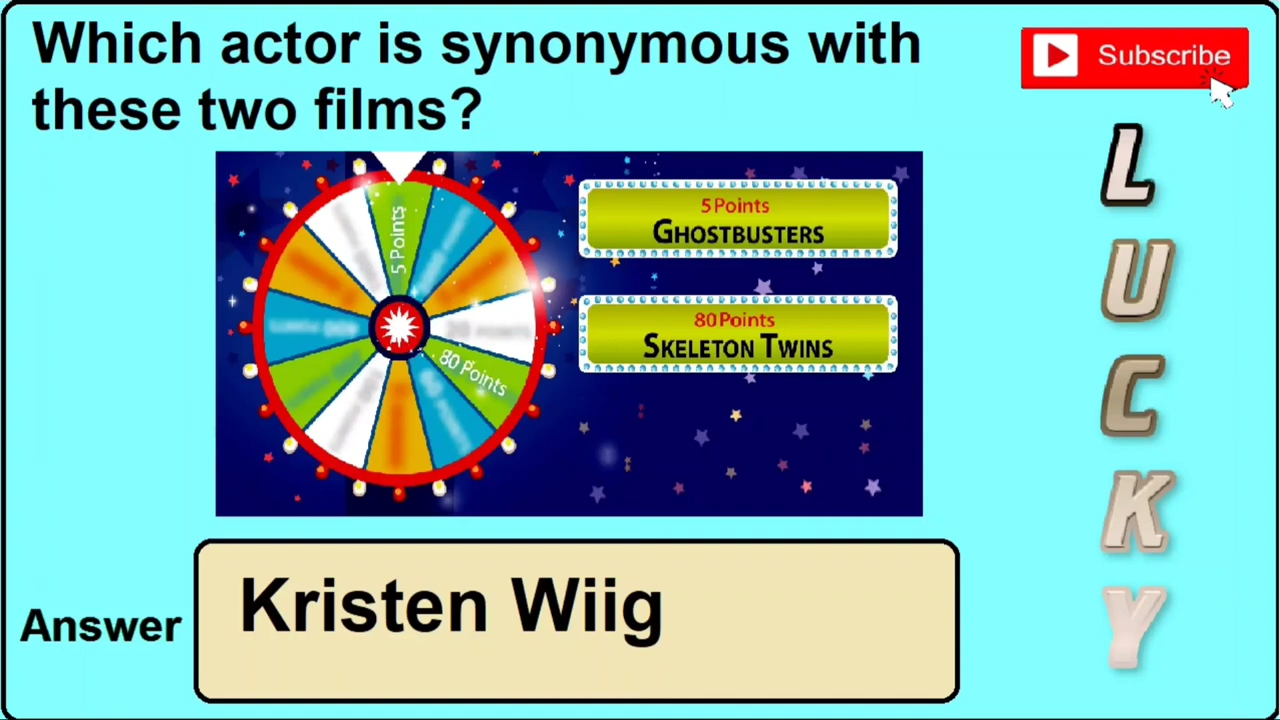 Which actor is synonymous with
these two films?
Subscribe
5 Points
80 Points
5 Points
GHOSTBUSTERS
80 Points
SKELETON TWINS
L
U
C
K
Y
Answer
Kristen Wiig